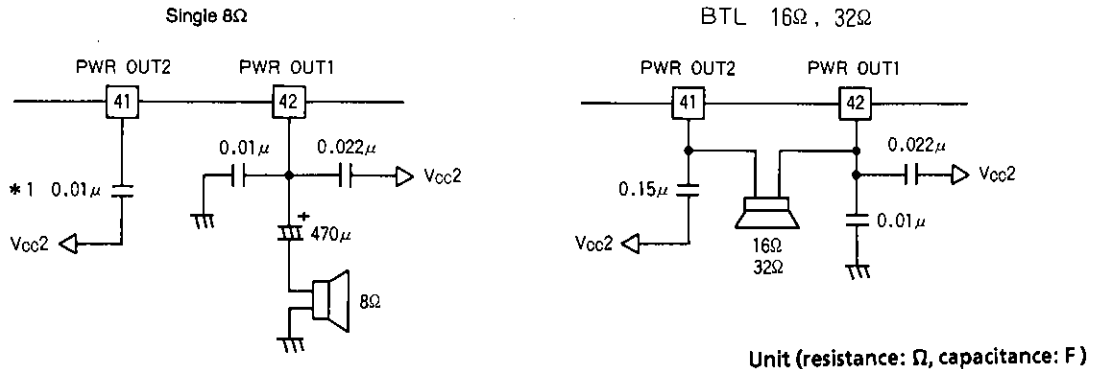 Single 8Ω
PWR OUT2
PWR OUT1
41
42
0.01μ
0.022μ
Vcc2
*1 0.01μ
Vcc2
+
470μ
8Ω
BTL 16Ω, 32Ω
PWR OUT2
PWR OUT1
41
42
0.022μ
Vcc2
0.15μ
0.01μ
Vcc2
16Ω
32Ω
Unit (resistance: Ω, capacitance: F)